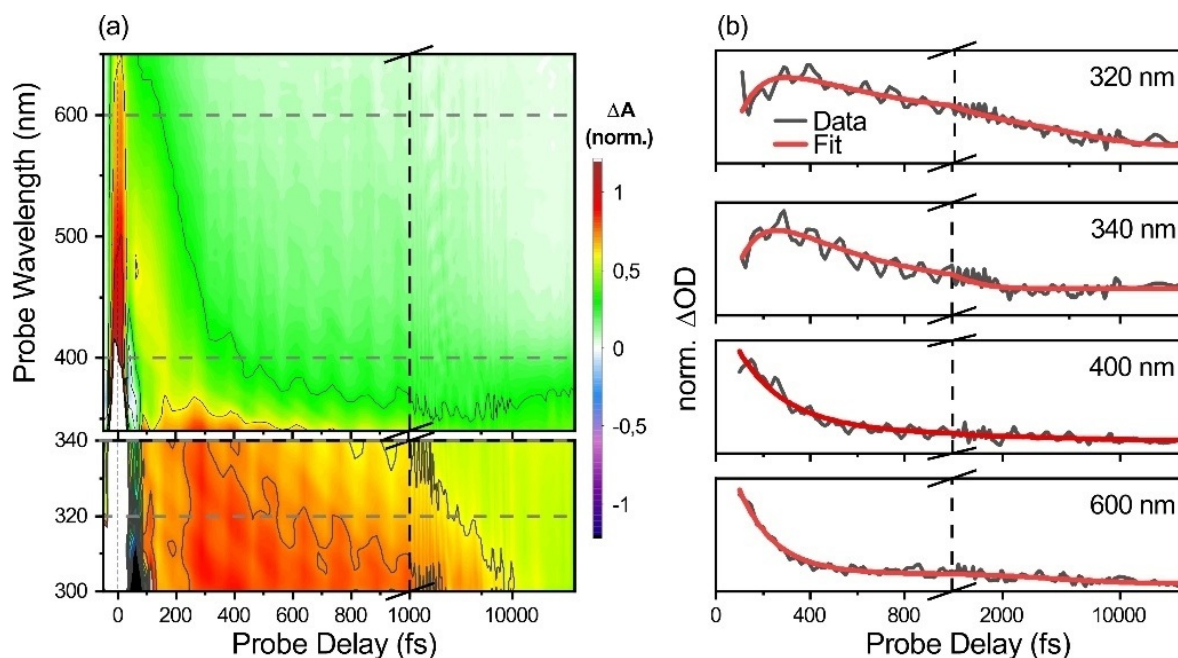 (a)
Probe Wavelength (nm)
600
500
400
340
320
300
0 200 400 600 800 1000 10000
Probe Delay (fs)
ΔA
(norm.)
1
0,5
0
-0,5
-1
(b)
norm. ΔOD
320 nm
Data
Fit
340 nm
400 nm
600 nm
0 400 800 2000 10000
Probe Delay (fs)